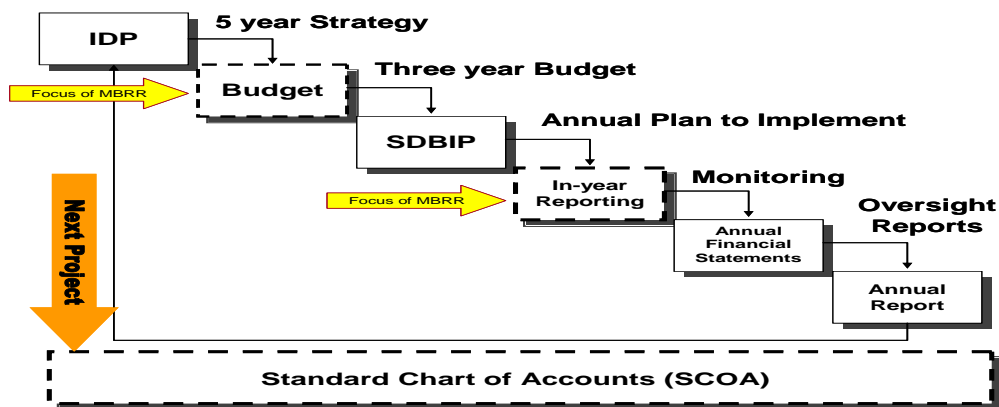 IDP
5 year Strategy
Focus of MBRR
Budget
Three year Budget
SDBIP
Annual Plan to Implement
Focus of MBRR
In-year
Reporting
Monitoring
Annual
Financial
Statements
Oversight
Reports
Annual
Report
Next Project
Standard Chart of Accounts (SCOA)